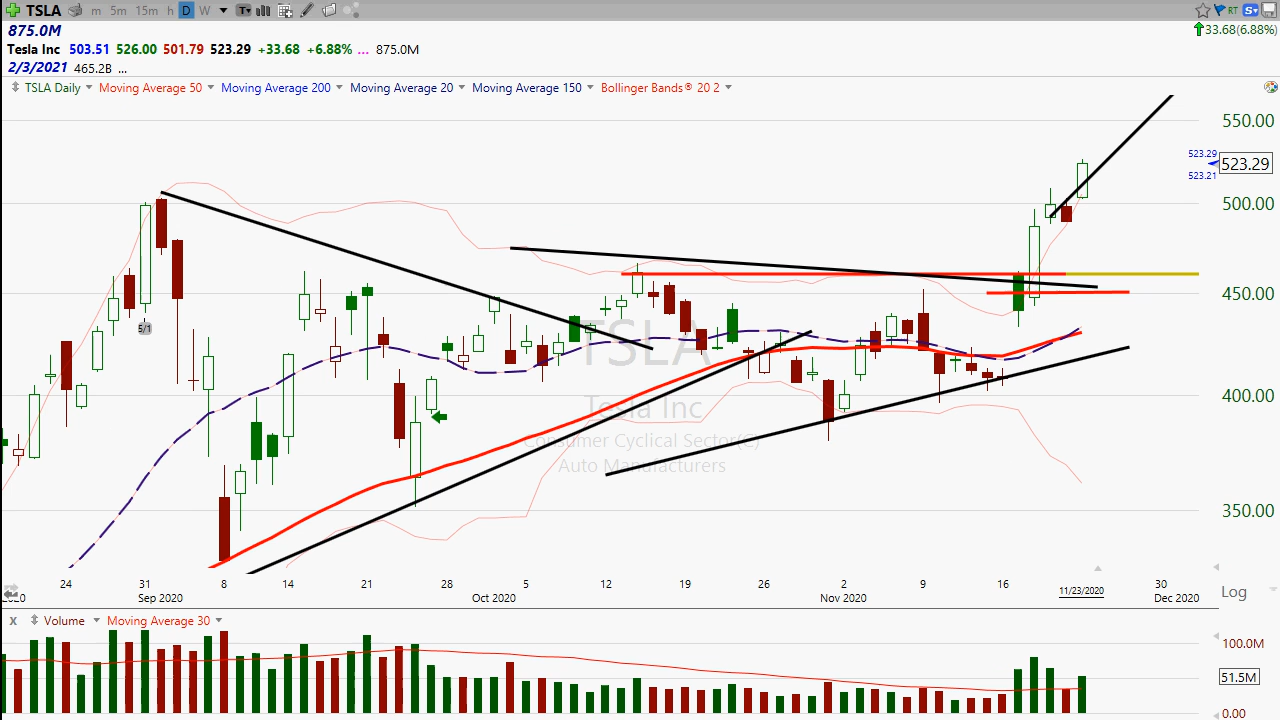 TSLA m 5m 15m h D W T RT S
875.0M 33.68(6.88%)
Tesla Inc 503.51 526.00 501.79 523.29 +33.68 +6.88% ... 875.0M
2/3/2021 465.2B ...
TSLA Daily Moving Average 50 Moving Average 200 Moving Average 20 Moving Average 150 Bollinger Bands® 20 2
550.00
523.29
523.29
523.21
500.00
450.00
5/1
TSLA
400.00
Tesla Inc
Consumer Cyclical Sector(C)
Auto Manufacturers
350.00
24 31 8 14 21 28 5 12 19 26 2 9 16 11/23/2020 30
2020 Sep 2020 Oct 2020 Nov 2020 Dec 2020
Log
x Volume Moving Average 30
100.0M
51.5M
0.00